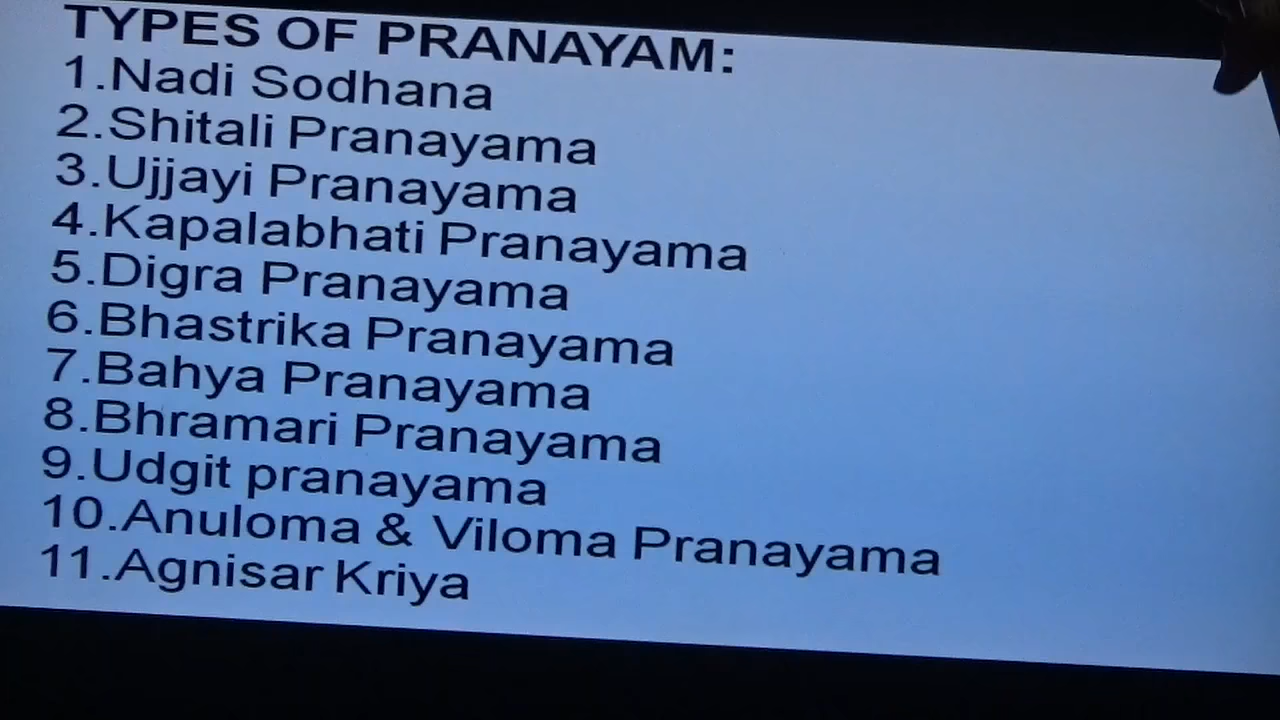 TYPES OF PRANAYAM:
1.Nadi Sodhana
2.Shitali Pranayama
3.Ujjayi Pranayama
4.Kapalabhati Pranayama
5.Digra Pranayama
6.Bhastrika Pranayama
7.Bahya Pranayama
8.Bhramari Pranayama
9.Udgit pranayama
10.Anuloma & Viloma Pranayama
11.Agnisar Kriya